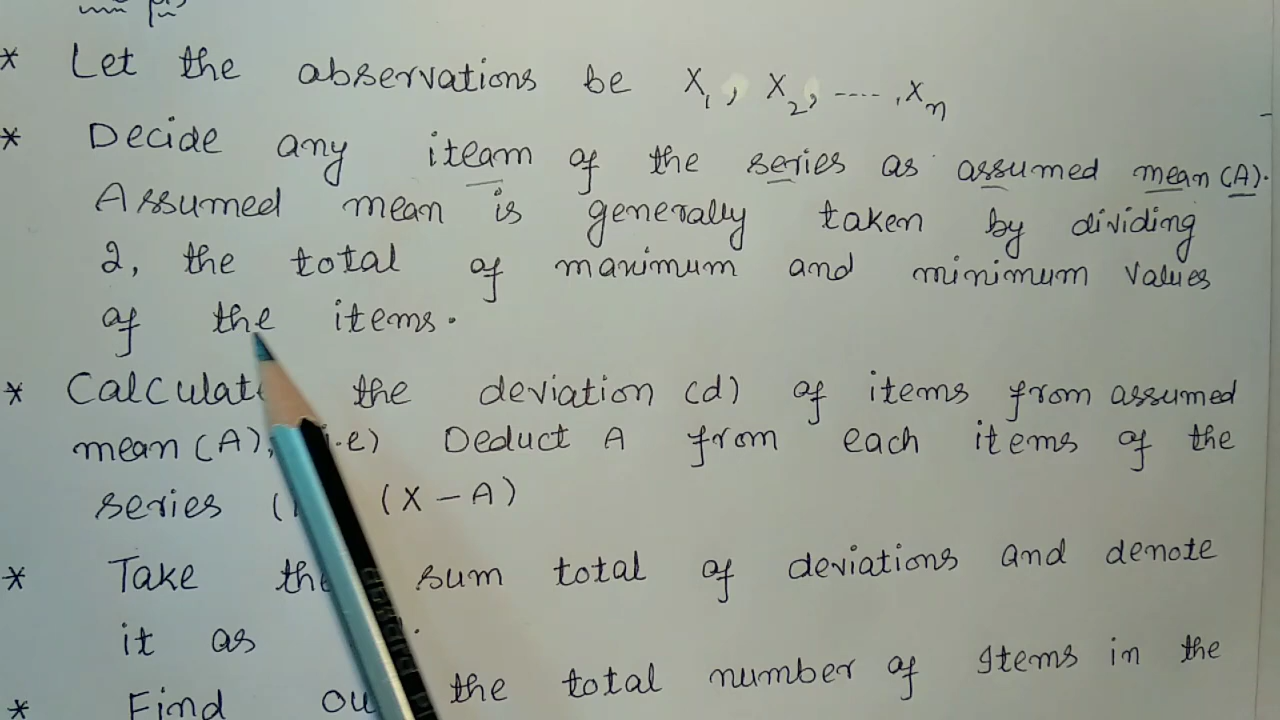 * Let the observations be X1, X2, ...., Xn
* Decide any iteam of the series as assumed mean (A).
Assumed mean is generally taken by dividing
2, the total of maximum and minimum values
of the items.
* Calculate the deviation (d) of items from assumed
mean (A), Deduct A from each items of the
series (X - A)
* Take the sum total of deviations and denote
it as
* Find the total number of Items in the